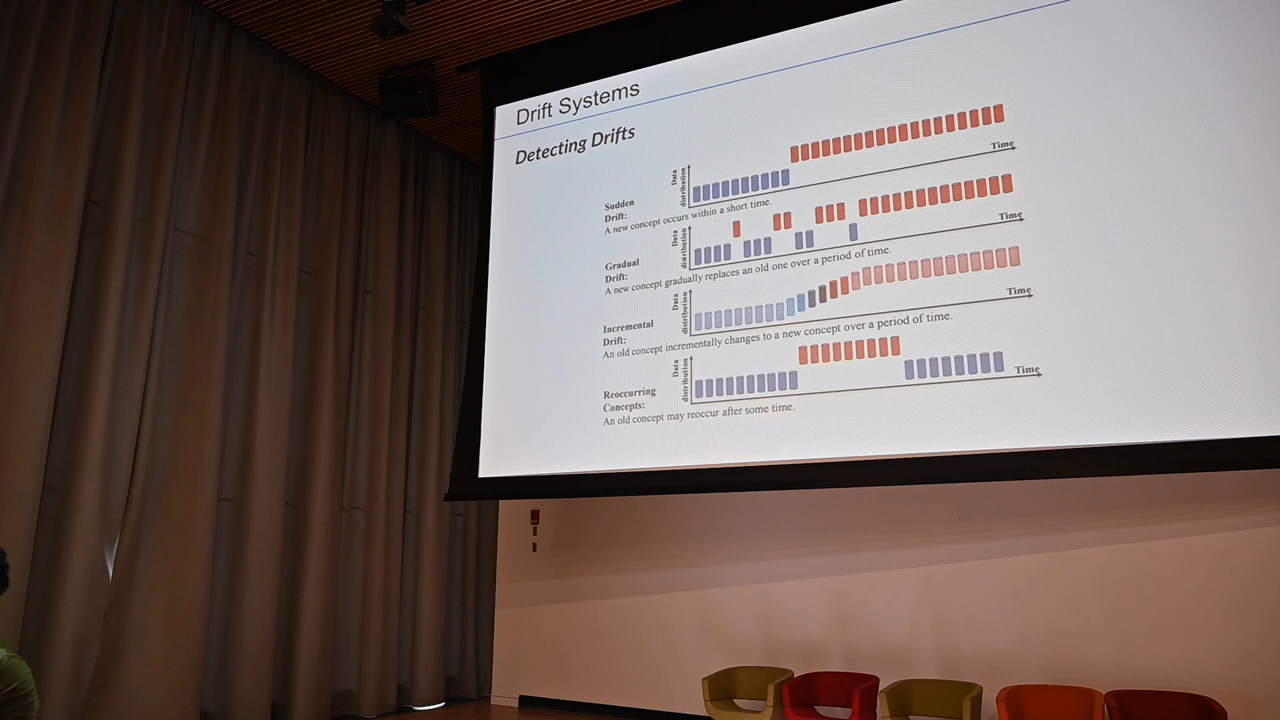 Drift Systems
Detecting Drifts
Data
distribution
Time
Sudden
Drift:
A new concept occurs within a short time.
Data
distribution
Time
Gradual
Drift:
A new concept gradually replaces an old one over a period of time.
Data
distribution
Time
Incremental
Drift:
An old concept incrementally changes to a new concept over a period of time.
Data
distribution
Time
Reoccurring
Concepts:
An old concept may reoccur after some time.